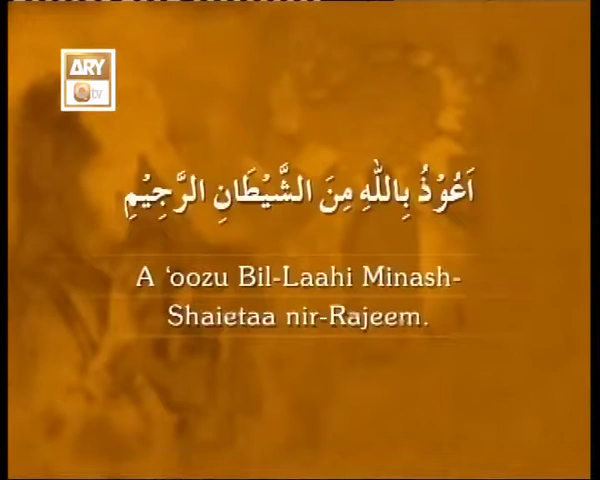 ARY
Qtv
اَعُوْذُ بِاللّٰهِ مِنَ الشَّيْطَانِ الرَّجِيْمِ
A ‘oozu Bil-Laahi Minash-
Shaietaa nir-Rajeem.